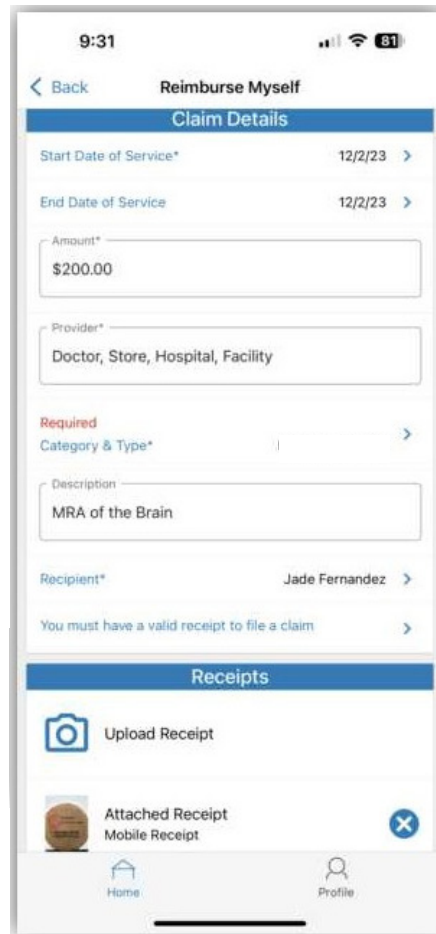 9:31
81
Back Reimburse Myself
Claim Details
Start Date of Service* 12/2/23
End Date of Service 12/2/23
Amount*
$200.00
Provider*
Doctor, Store, Hospital, Facility
Required
Category & Type*
Description
MRA of the Brain
Recipient* Jade Fernandez
You must have a valid receipt to file a claim
Receipts
Upload Receipt
Attached Receipt
Mobile Receipt
Home Profile